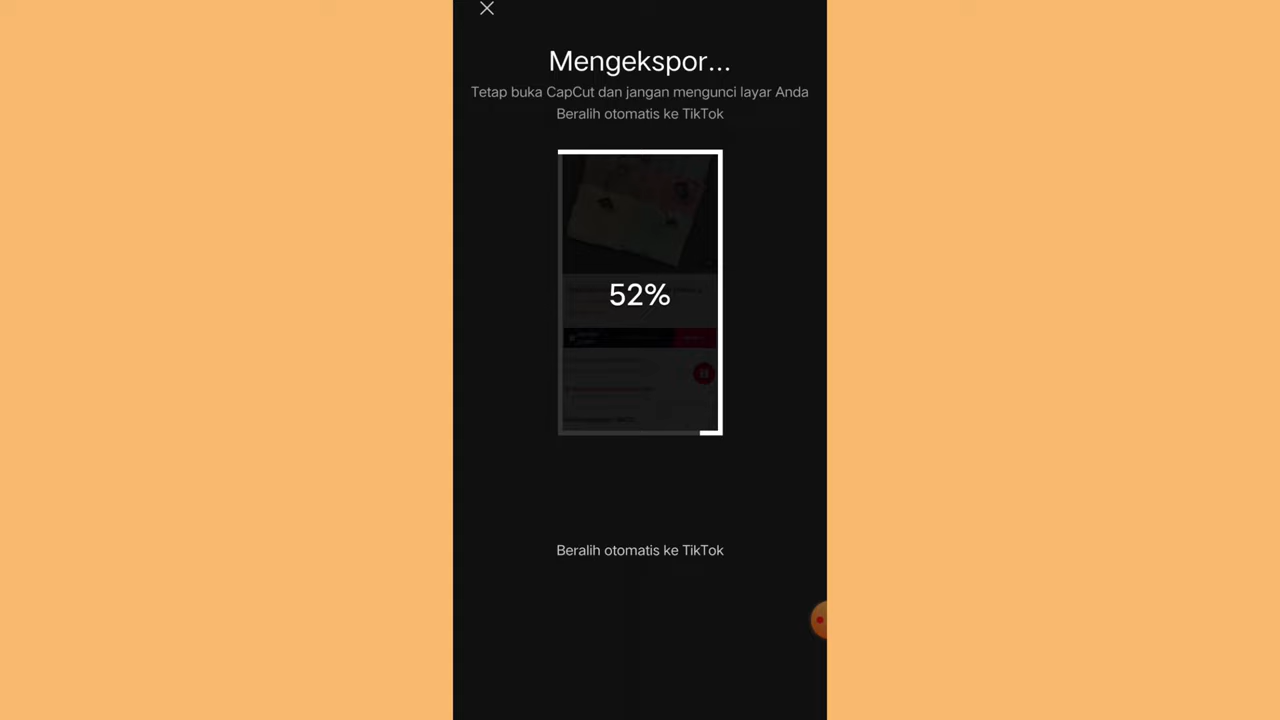 Mengekspor...
Tetap buka CapCut dan jangan mengunci layar Anda
Beralih otomatis ke TikTok
52%
Beralih otomatis ke TikTok